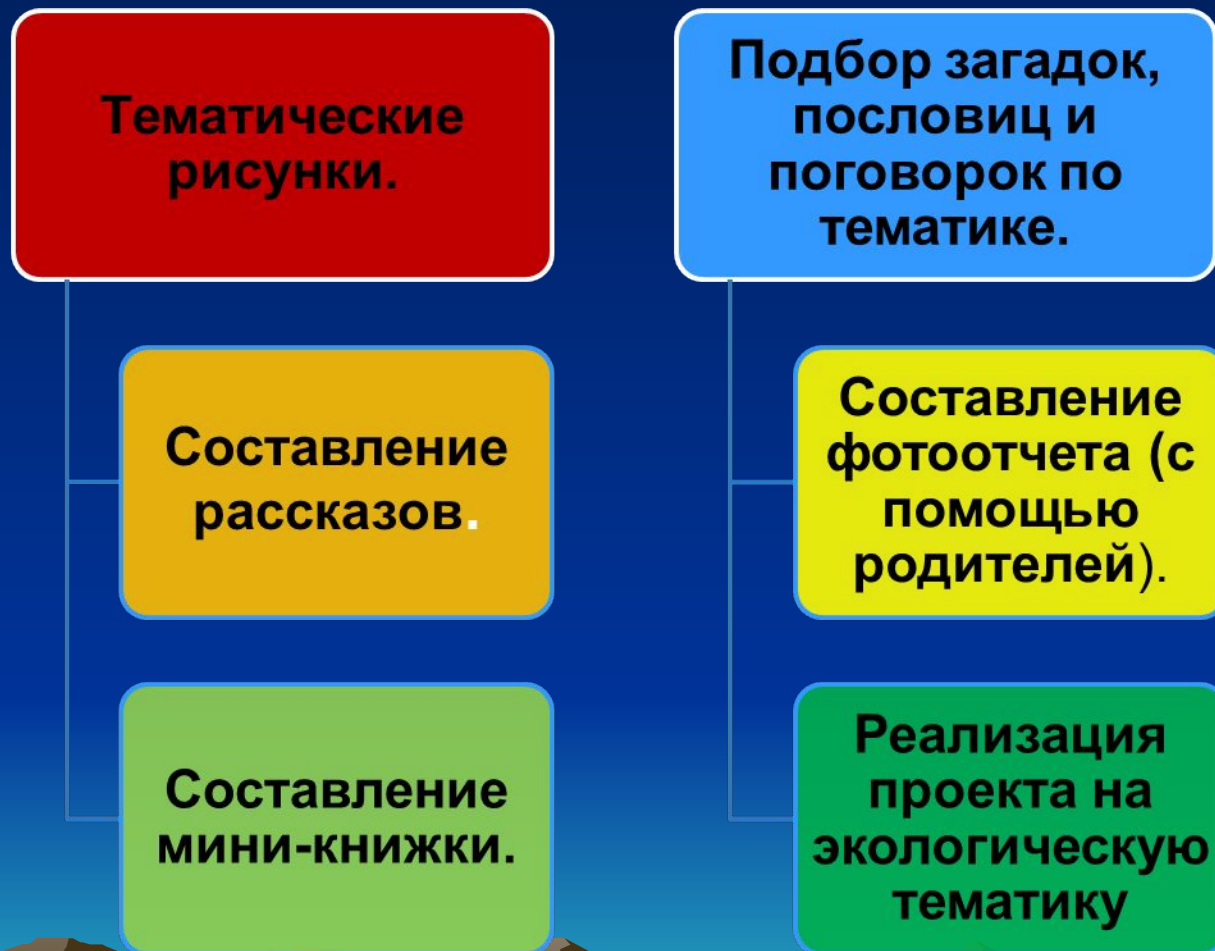 Тематические
рисунки.
Составление
рассказов.
Составление
мини-книжки.
Подбор загадок,
пословиц и
поговорок по
тематике.
Составление
фотоотчета (с
помощью
родителей).
Реализация
проекта на
экологическую
тематику